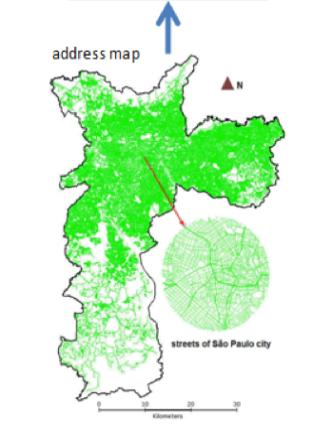 address map
N
streets of São Paulo city
0 10 20 30
Kilometers